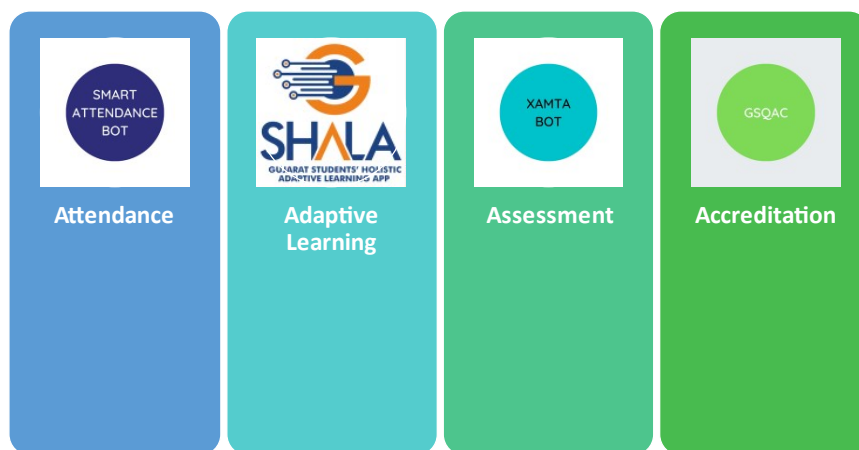 SMART
ATTENDANCE
BOT
Attendance
G
SHALA
GUJARAT STUDENTS' HOLISTIC
ADAPTIVE LEARNING APP
Adaptive
Learning
XAMTA
BOT
Assessment
GSQAC
Accreditation